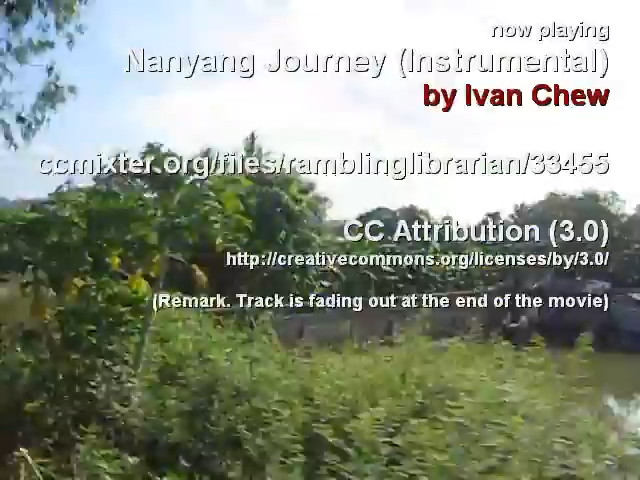 now playing
Nanyang Journey (Instrumental)
by Ivan Chew
ccmixter.org/files/ramblinglibrarian/33455
CC Attribution (3.0)
http://creativecommons.org/licenses/by/3.0/
(Remark. Track is fading out at the end of the movie)